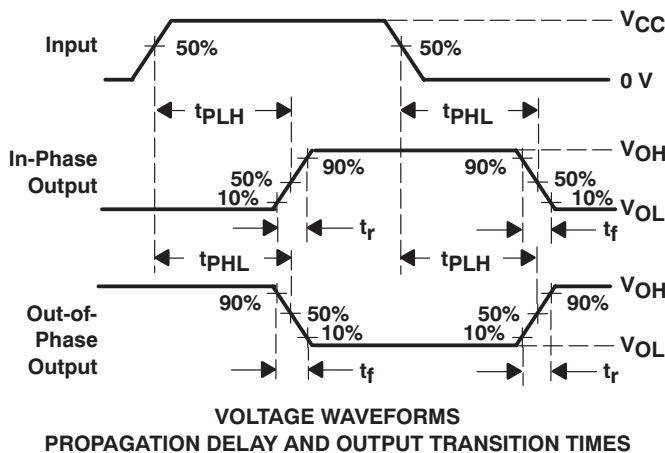 VCC
Input 50% 50%
0 V
tPLH tPHL
In-Phase
Output
VOH
90% 90%
50% 50%
10% 10%
VOL
tr tf
tPHL tPLH
Out-of-
Phase
Output
VOH
90% 90%
50% 50%
10% 10%
VOL
tf tr
VOLTAGE WAVEFORMS
PROPAGATION DELAY AND OUTPUT TRANSITION TIMES